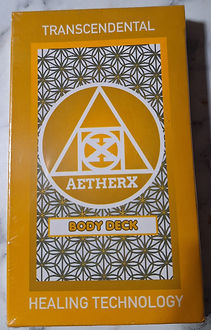 TRANSCENDENTAL
AETHERX
BODY DECK
HEALING TECHNOLOGY